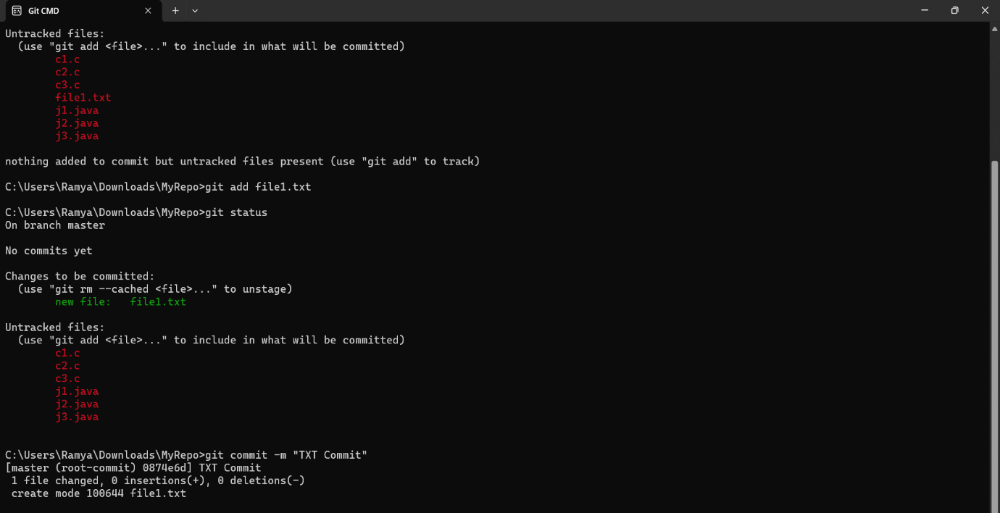 Git CMD
Untracked files:
  (use "git add <file>..." to include in what will be committed)
        c1.c
        c2.c
        c3.c
        file1.txt
        j1.java
        j2.java
        j3.java

nothing added to commit but untracked files present (use "git add" to track)

C:\Users\Ramya\Downloads\MyRepo>git add file1.txt

C:\Users\Ramya\Downloads\MyRepo>git status
On branch master

No commits yet

Changes to be committed:
  (use "git rm --cached <file>..." to unstage)
        new file:   file1.txt

Untracked files:
  (use "git add <file>..." to include in what will be committed)
        c1.c
        c2.c
        c3.c
        j1.java
        j2.java
        j3.java


C:\Users\Ramya\Downloads\MyRepo>git commit -m "TXT Commit"
[master (root-commit) 0874e6d] TXT Commit
 1 file changed, 0 insertions(+), 0 deletions(-)
 create mode 100644 file1.txt